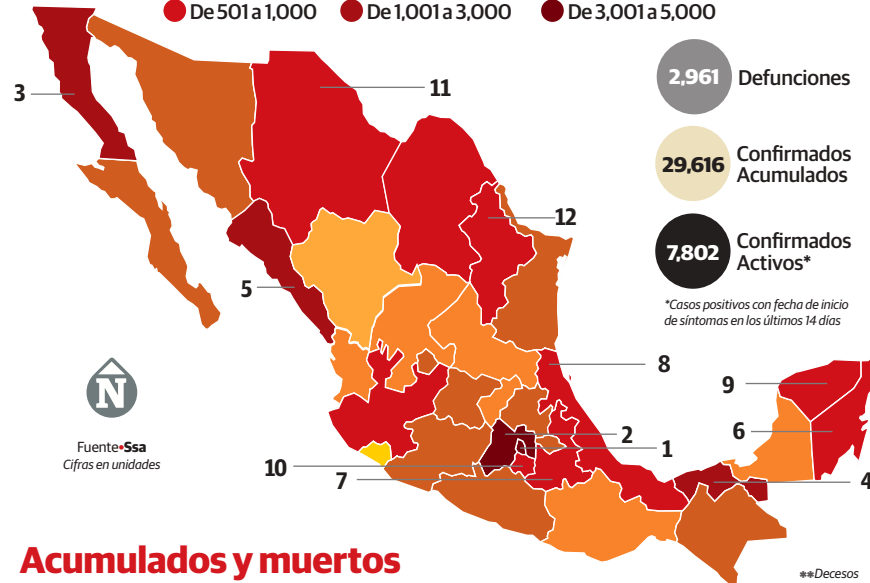 De 501 a 1,000
De 1,001 a 3,000
De 3,001 a 5,000
3
11
2,961
Defunciones
29,616
Confirmados
Acumulados
12
7,802
Confirmados
Activos*
5
*Casos positivos con fecha de inicio
de síntomas en los últimos 14 días
8
N
9
6
2
1
Fuente•Ssa
Cifras en unidades
10
7
4
Acumulados y muertos
**Decesos